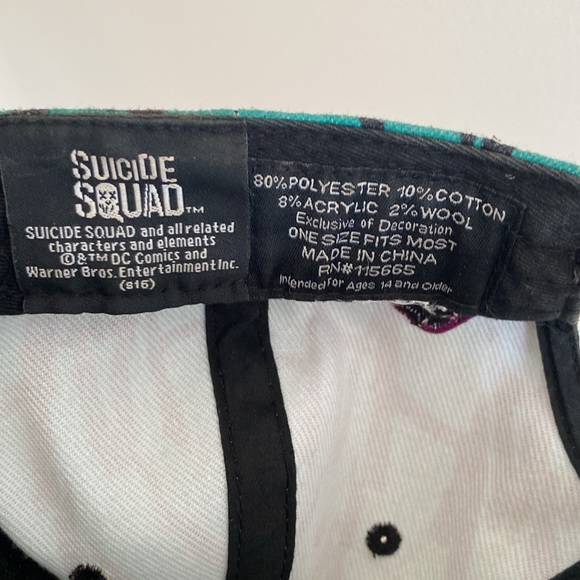 SUICIDE
SQUAD™
SUICIDE SQUAD and all related
characters and elements
©&™ DC Comics and
Warner Bros. Entertainment Inc.
(s16)
80%POLYESTER 10%COTTON
8%ACRYLIC 2%WOOL
Exclusive of Decoration
ONE SIZE FITS MOST
MADE IN CHINA
RN#115665
Intended for Ages 14 and Older